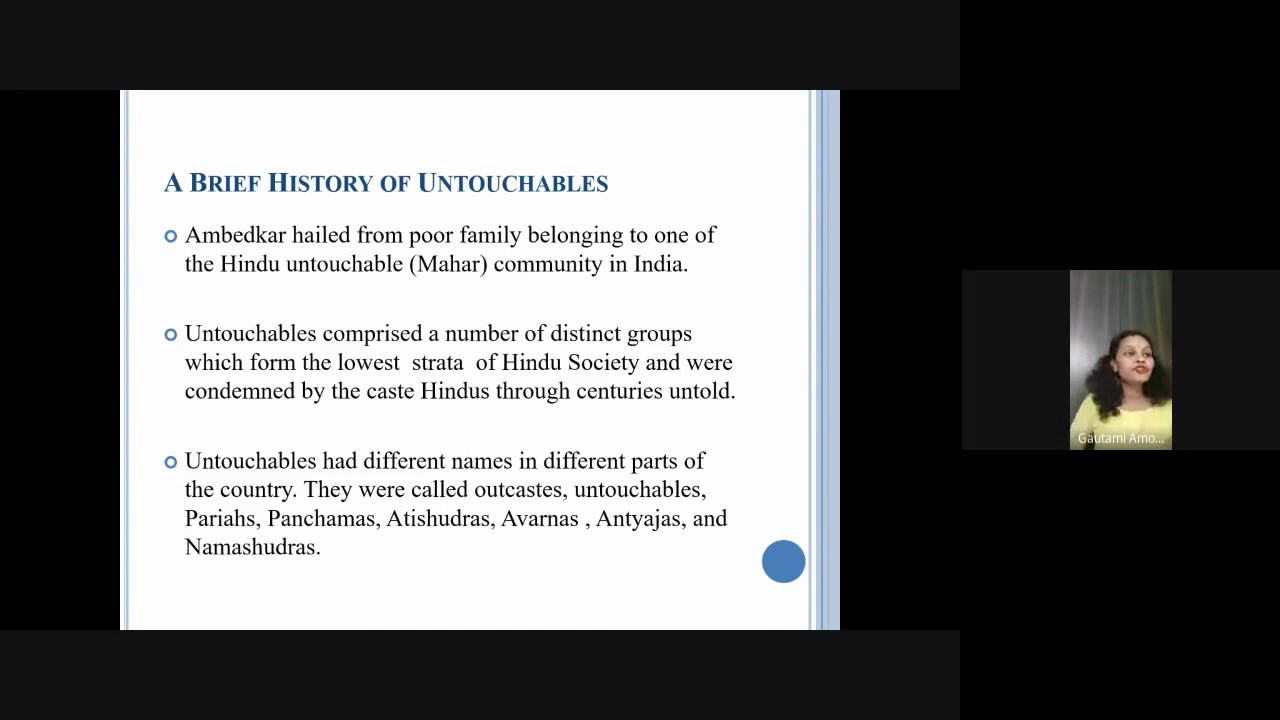 A BRIEF HISTORY OF UNTOUCHABLES
Ambedkar hailed from poor family belonging to one of
the Hindu untouchable (Mahar) community in India.
Untouchables comprised a number of distinct groups
which form the lowest strata of Hindu Society and were
condemned by the caste Hindus through centuries untold.
Untouchables had different names in different parts of
the country. They were called outcastes, untouchables,
Pariahs, Panchamas, Atishudras, Avarnas , Antyajas, and
Namashudras.
Gautami Amo...